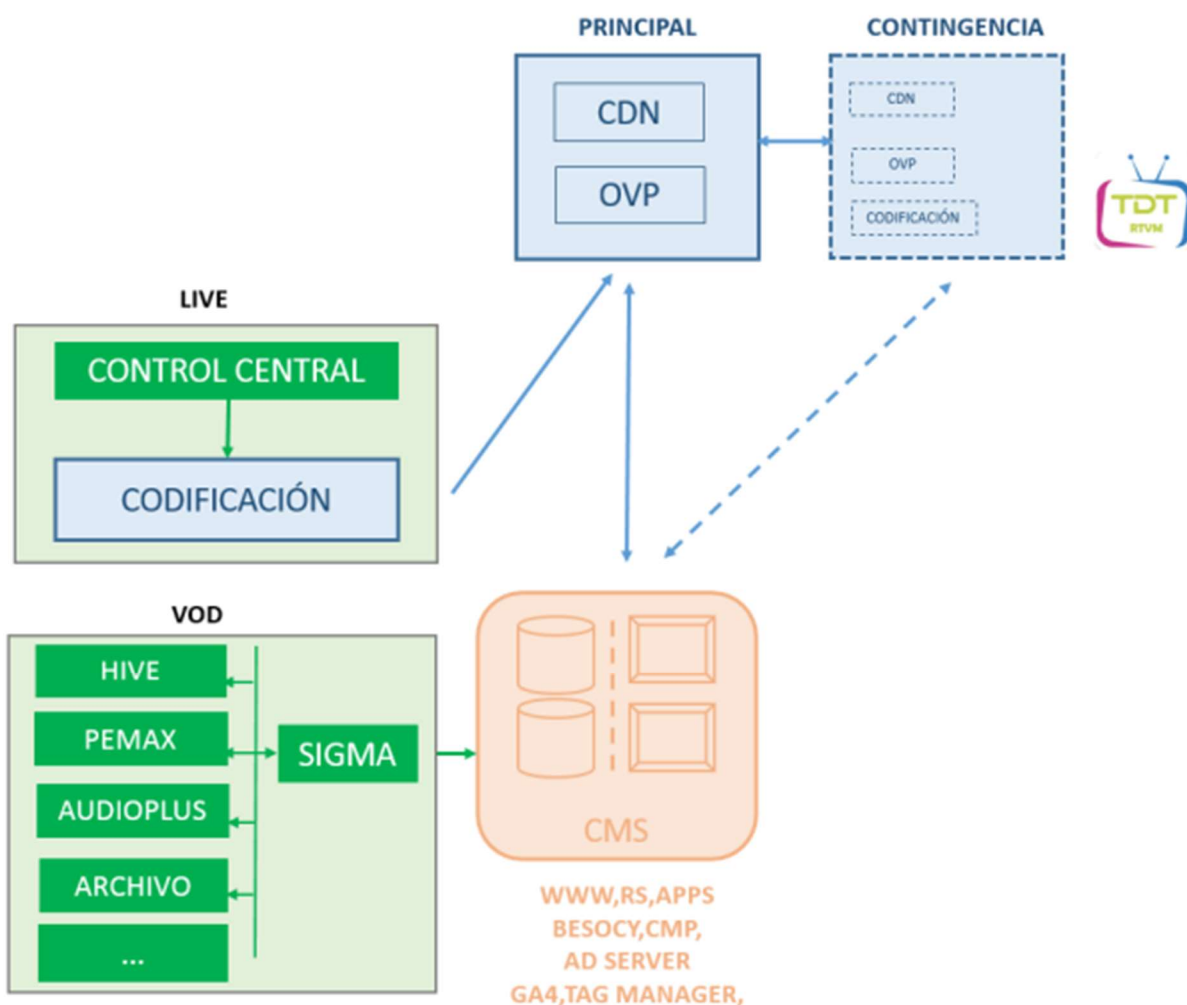 PRINCIPAL
CONTINGENCIA
CDN
OVP
CDN
OVP
CODIFICACIÓN
TDT
RTVM
LIVE
CONTROL CENTRAL
CODIFICACIÓN
VOD
HIVE
PEMAX
AUDIOPLUS
ARCHIVO
...
SIGMA
CMS
WWW,RS,APPS
BESOCY,CMP,
AD SERVER
GA4,TAG MANAGER,